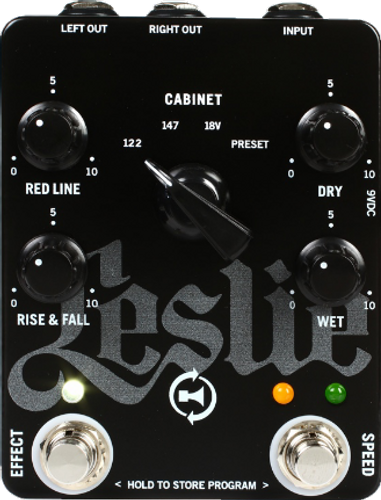 LEFT OUT RIGHT OUT INPUT
CABINET
5 147 18V 5
122 PRESET
0 10 0 10
RED LINE DRY
9VDC
5 5
0 10 0 10
RISE & FALL WET
Leslie
EFFECT
SPEED
< HOLD TO STORE PROGRAM >